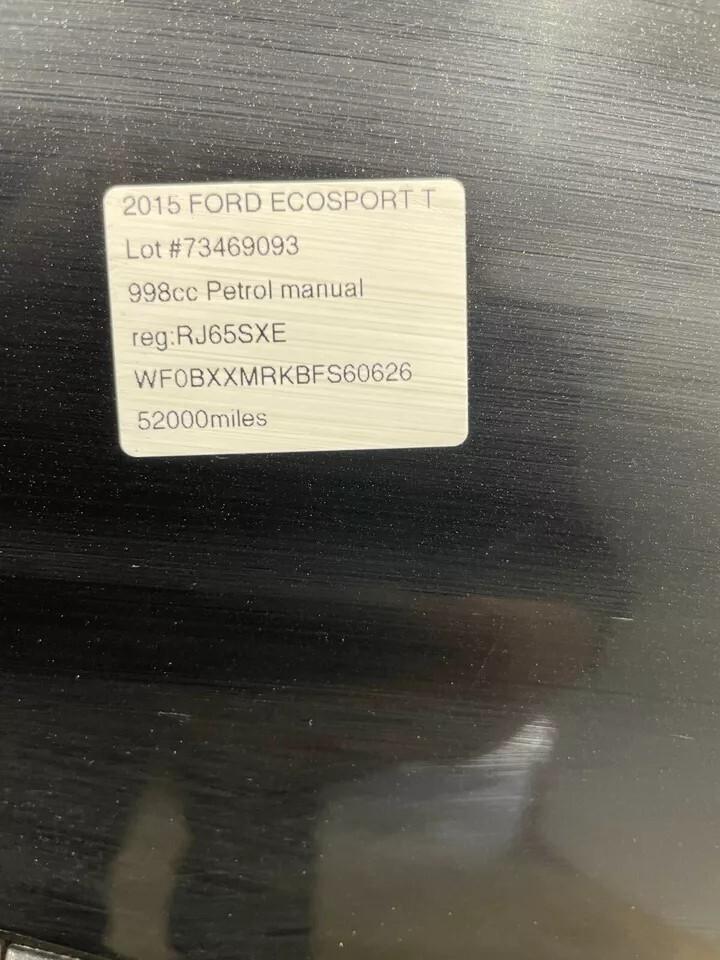 2015 FORD ECOSPORT T
Lot #73469093
998cc Petrol manual
reg:RJ65SXE
WF0BXXMRKBFS60626
52000miles